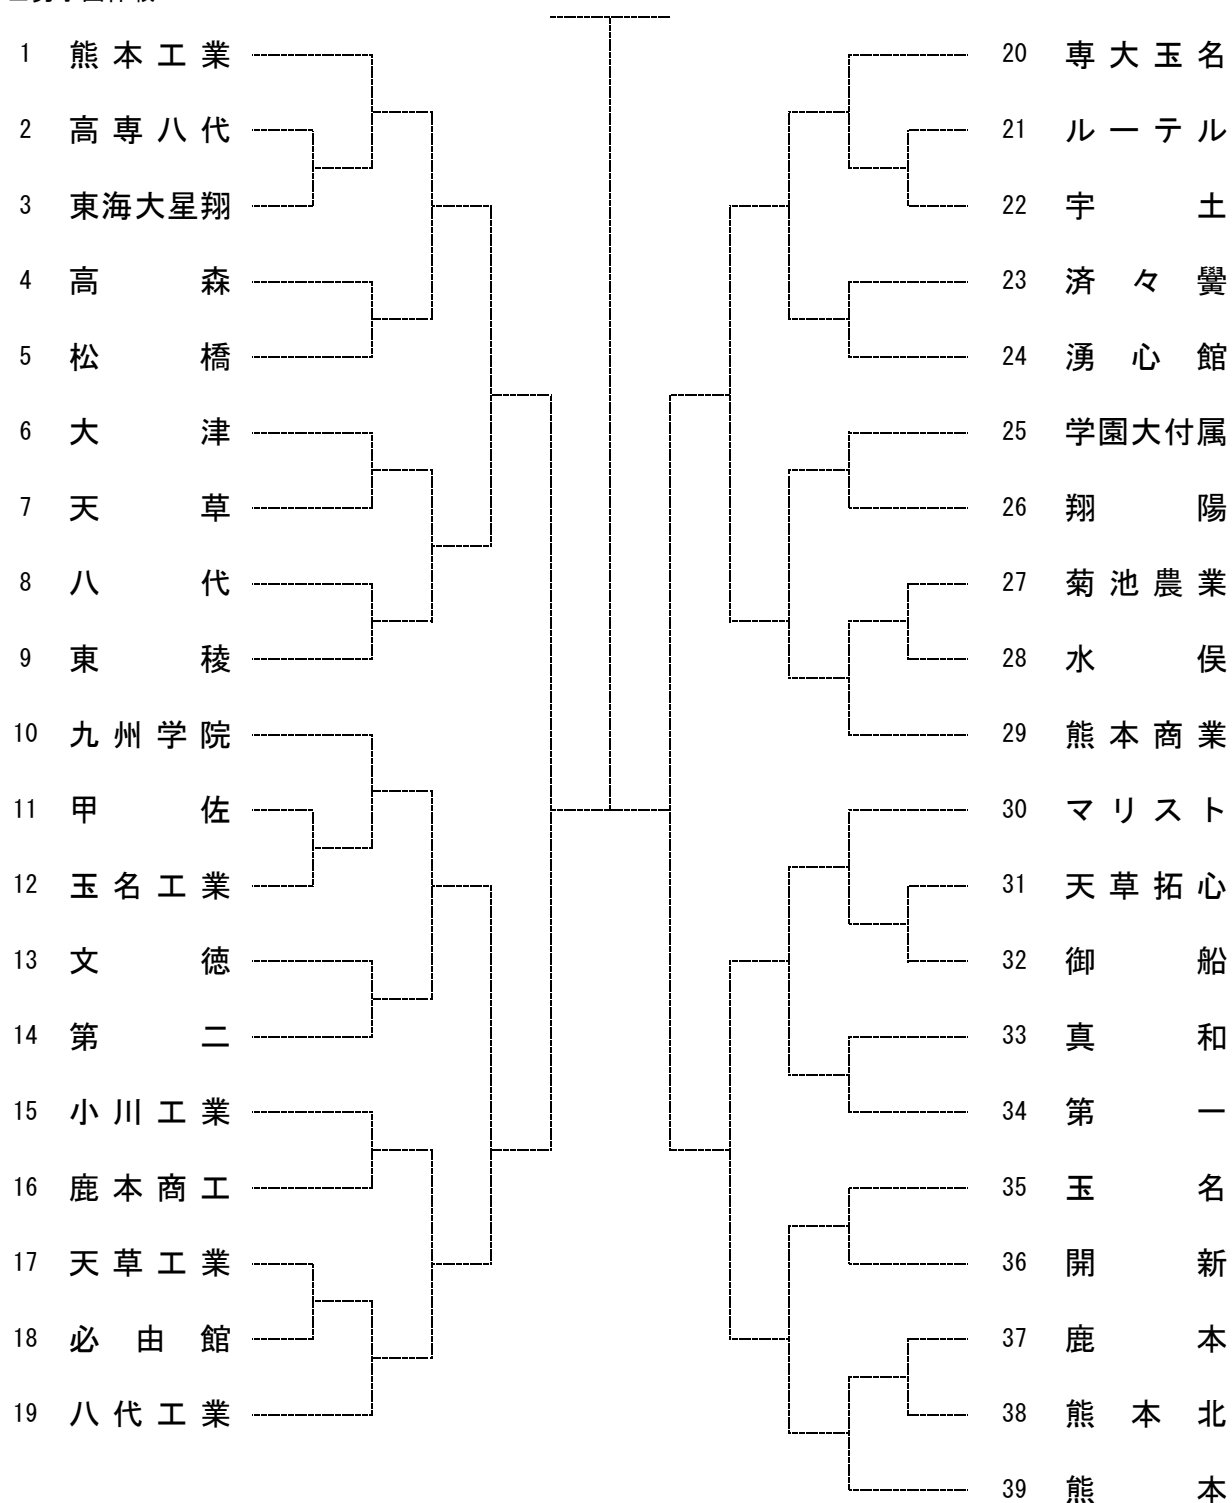 1 熊本工業
2 高専八代
3 東海大星翔
4 高森
5 松橋
6 大津
7 天草
8 八代
9 東稜
10 九州学院
11 甲佐
12 玉名工業
13 文徳
14 第二
15 小川工業
16 鹿本商工
17 天草工業
18 必由館
19 八代工業
20 専大玉名
21 ルーテル
22 宇土
23 済々黌
24 湧心館
25 学園大付属
26 翔陽
27 菊池農業
28 水俣
29 熊本商業
30 マリスト
31 天草拓心
32 御船
33 真和
34 第一
35 玉名
36 開新
37 鹿本
38 熊本北
39 熊本